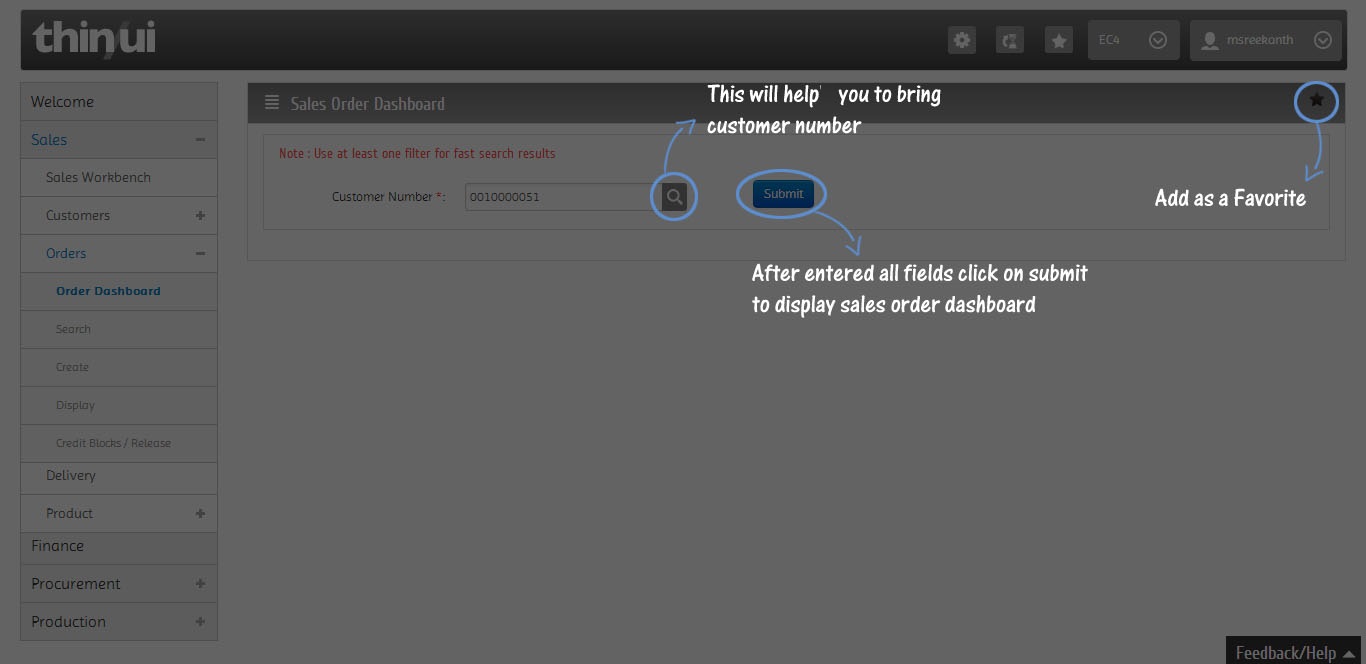 thin/ui
EC4
msreekanth
Welcome
Sales
Sales Workbench
Customers
Orders
Order Dashboard
Search
Create
Display
Credit Blocks / Release
Delivery
Product
Finance
Procurement
Production
Sales Order Dashboard
This will help' you to bring
customer number
Note : Use at least one filter for fast search results
Customer Number *:
0010000051
Submit
Add as a Favorite
After entered all fields click on submit
to display sales order dashboard
Feedback/Help